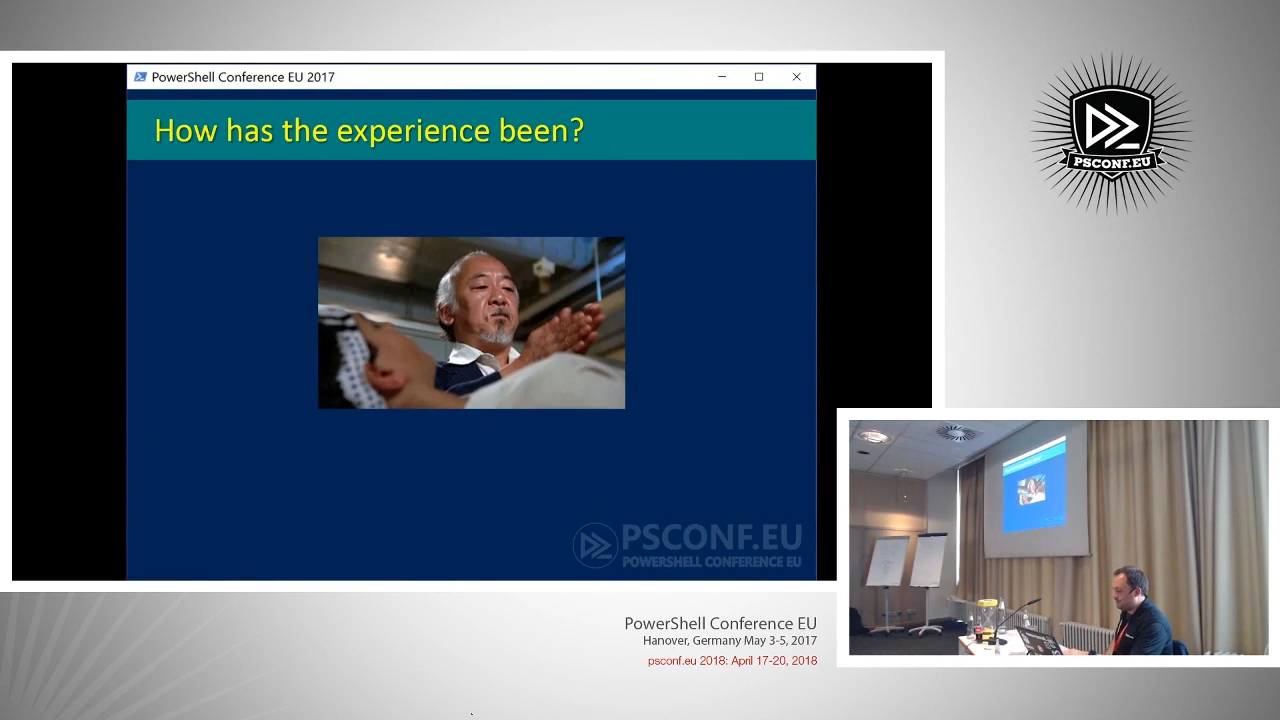 PowerShell Conference EU 2017
How has the experience been?
PSCONF.EU
POWERSHELL CONFERENCE EU
PSCONF.EU
PowerShell Conference EU
Hanover, Germany May 3-5, 2017
psconf.eu 2018: April 17-20, 2018